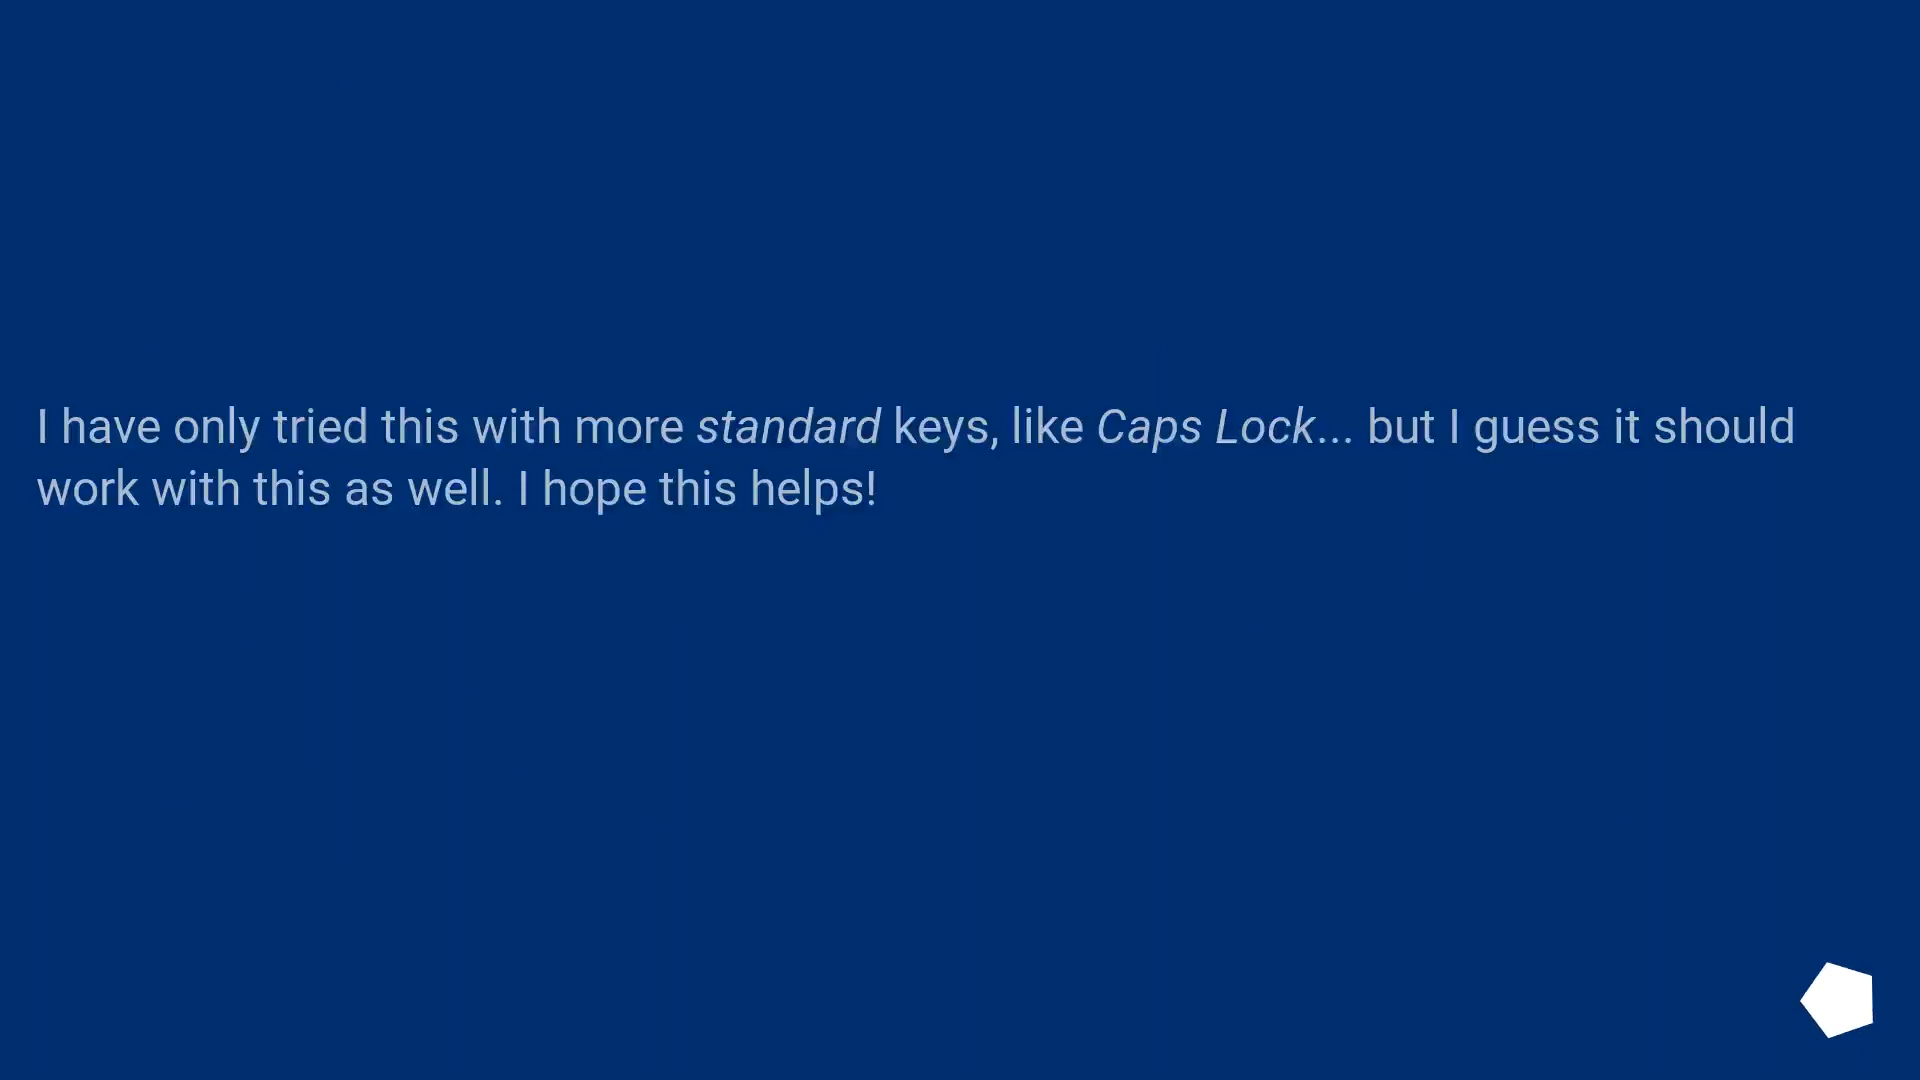 I have only tried this with more standard keys, like Caps Lock... but I guess it should
work with this as well. I hope this helps!